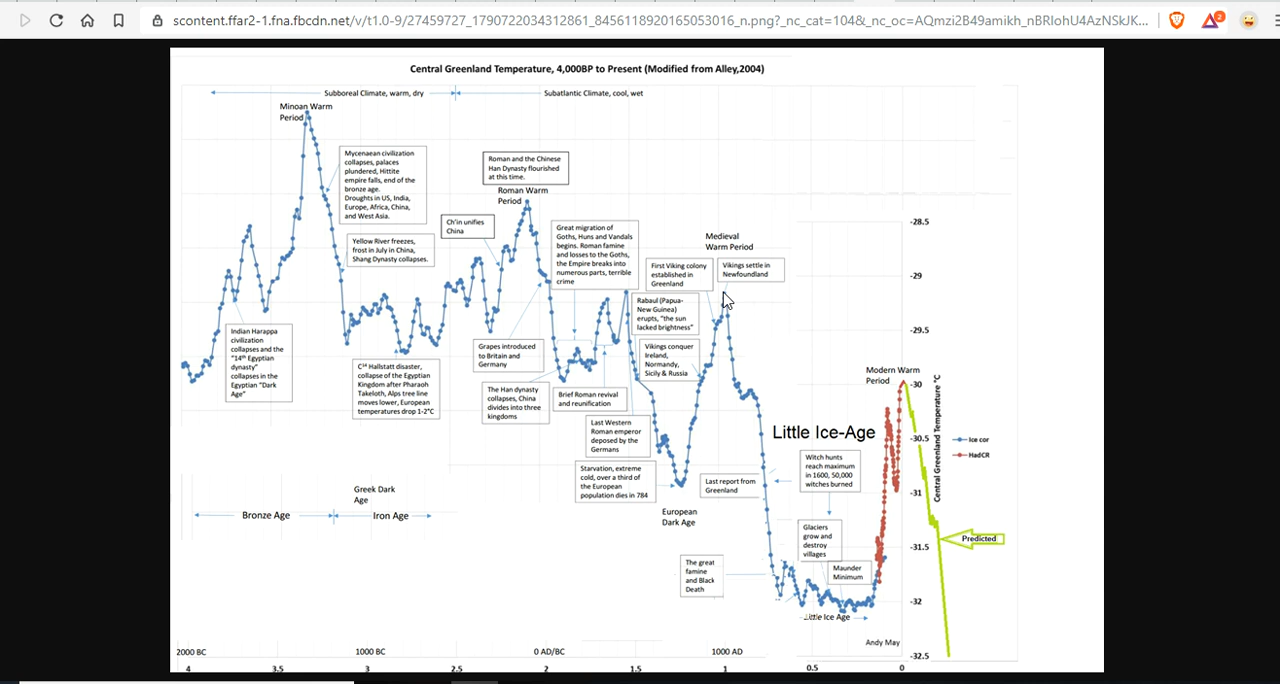 scontent.ffar2-1.fna.fbcdn.net/v/t1.0-9/27459727_1790722034312861_8456118920165053016_n.png?_nc_cat=104&_nc_oc=AQmzi2B49amikh_nBRlohU4AzNSkJK...
2
Central Greenland Temperature, 4,000BP to Present (Modified from Alley,2004)
Subboreal Climate, warm, dry
Subatlantic Climate, cool, wet
Minoan Warm
Period
Mycenaean civilization
collapses, palaces
plundered, Hittite
empire falls, end of the
bronze age.
Droughts in US, India,
Europe, Africa, China,
and West Asia.
Roman and the Chinese
Han Dynasty flourished
at this time.
Roman Warm
Period
Ch'in unifies
China
Yellow River freezes,
frost in July in China,
Shang Dynasty collapses.
Great migration of
Goths, Huns and Vandals
begins. Roman famine
and losses to the Goths,
the Empire breaks into
numerous parts, terrible
crime
Medieval
Warm Period
First Viking colony
established in
Greenland
Vikings settle in
Newfoundland
Rabaul (Papua-
New Guinea)
erupts, "the sun
lacked brightness"
Indian Harappa
civilization
collapses and the
"14th Egyptian
dynasty"
collapses in the
Egyptian "Dark
Age"
C14 Hallstatt disaster,
collapse of the Egyptian
Kingdom after Pharaoh
Takeloth, Alps tree line
moves lower, European
temperatures drop 1-2°C
Grapes introduced
to Britain and
Germany
Vikings conquer
Ireland,
Normandy,
Sicily & Russia
The Han dynasty
collapses, China
divides into three
kingdoms
Brief Roman revival
and reunification
Last Western
Roman emperor
deposed by the
Germans
Starvation, extreme
cold, over a third of
the European
population dies in 784
European
Dark Age
Last report from
Greenland
Little Ice-Age
Witch hunts
reach maximum
in 1600, 50,000
witches burned
Glaciers
grow and
destroy
villages
Maunder
Minimum
The great
famine
and Black
Death
Little Ice Age
Modern Warm
Period
Greek Dark
Age
Bronze Age
Iron Age
-28.5
-29
-29.5
-30
-30.5
-31
-31.5
-32
-32.5
Central Greenland Temperature °C
Ice cor
HadCR
Predicted
Andy May
2000 BC
1000 BC
0 AD/BC
1000 AD
4
3.5
3
2.5
2
1.5
1
0.5
0